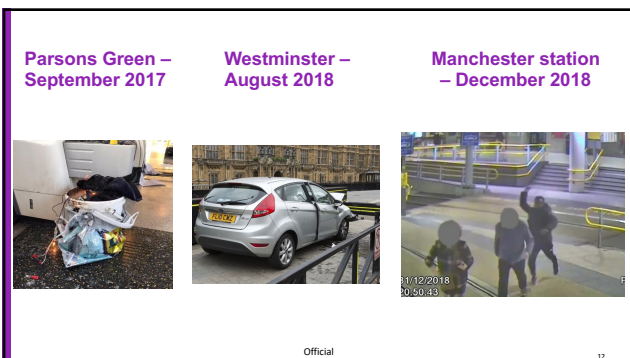 Parsons Green –
September 2017
Westminster –
August 2018
Manchester station
– December 2018
31/12/2018
20:50:43
Official
12